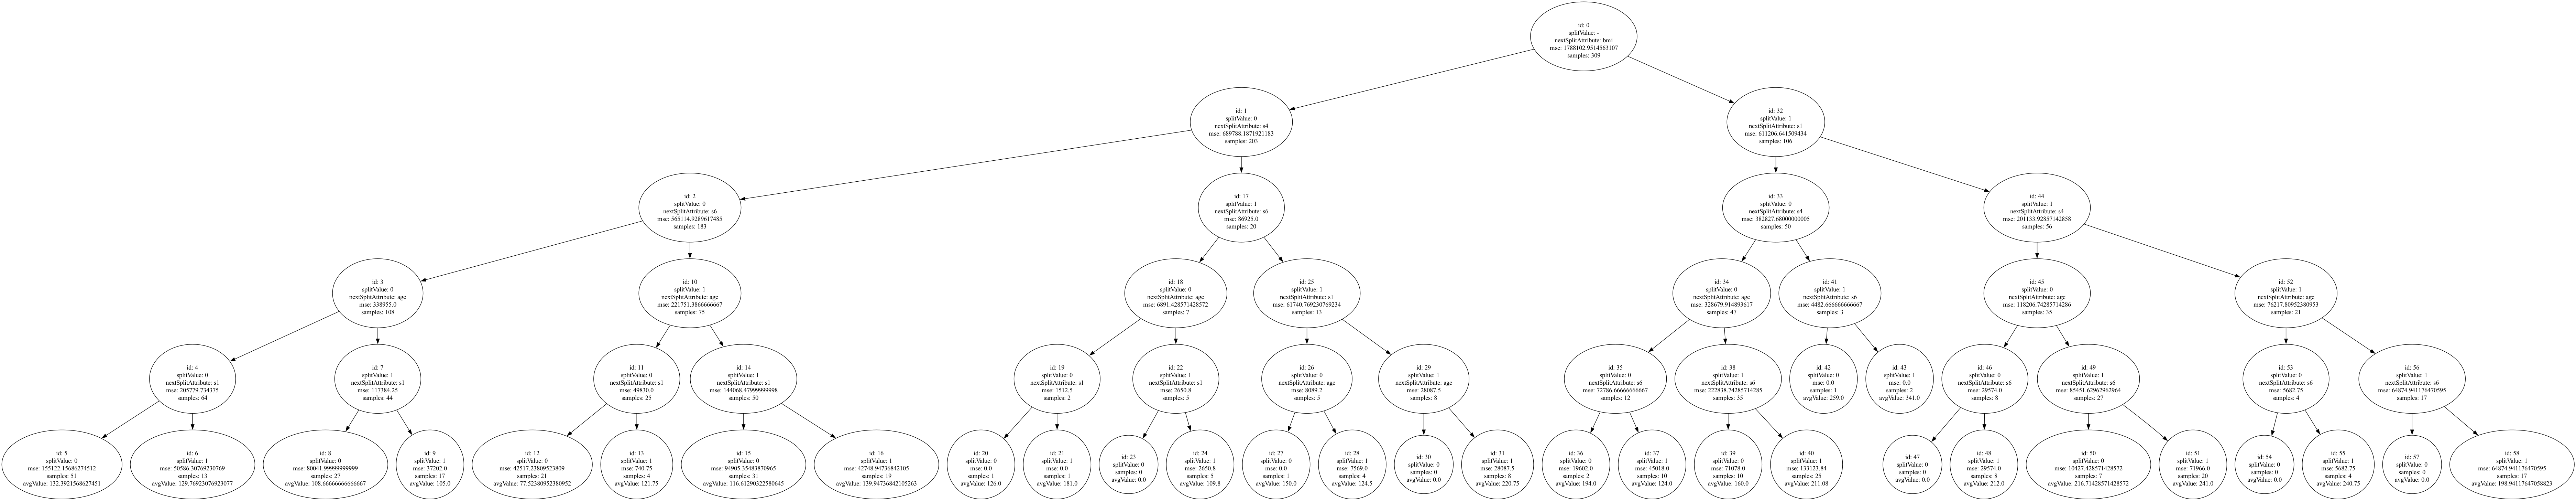 id: 0
splitValue: -
nextSplitAttribute: bmi
mse: 1788102.9514563107
samples: 309
id: 1
splitValue: 0
nextSplitAttribute: s4
mse: 689788.1871921183
samples: 203
id: 32
splitValue: 1
nextSplitAttribute: s1
mse: 611206.641509434
samples: 106
id: 2
splitValue: 0
nextSplitAttribute: s6
mse: 565114.9289617485
samples: 183
id: 17
splitValue: 1
nextSplitAttribute: s6
mse: 86925.0
samples: 20
id: 33
splitValue: 0
nextSplitAttribute: s4
mse: 382827.68000000005
samples: 50
id: 44
splitValue: 1
nextSplitAttribute: s4
mse: 201133.92857142858
samples: 56
id: 3
splitValue: 0
nextSplitAttribute: age
mse: 338955.0
samples: 108
id: 10
splitValue: 1
nextSplitAttribute: age
mse: 221751.3866666667
samples: 75
id: 18
splitValue: 0
nextSplitAttribute: age
mse: 6891.428571428572
samples: 7
id: 25
splitValue: 1
nextSplitAttribute: s1
mse: 61740.769230769234
samples: 13
id: 34
splitValue: 0
nextSplitAttribute: age
mse: 328679.914893617
samples: 47
id: 41
splitValue: 1
nextSplitAttribute: s6
mse: 4482.666666666667
samples: 3
id: 45
splitValue: 0
nextSplitAttribute: age
mse: 118206.74285714286
samples: 35
id: 52
splitValue: 1
nextSplitAttribute: age
mse: 76217.80952380953
samples: 21
id: 4
splitValue: 0
nextSplitAttribute: s1
mse: 205779.734375
samples: 64
id: 7
splitValue: 1
nextSplitAttribute: s1
mse: 117384.25
samples: 44
id: 11
splitValue: 0
nextSplitAttribute: s1
mse: 49830.0
samples: 25
id: 14
splitValue: 1
nextSplitAttribute: s1
mse: 144068.47999999998
samples: 50
id: 19
splitValue: 0
nextSplitAttribute: s1
mse: 1512.5
samples: 2
id: 22
splitValue: 1
nextSplitAttribute: s1
mse: 2650.8
samples: 5
id: 26
splitValue: 0
nextSplitAttribute: age
mse: 8089.2
samples: 5
id: 29
splitValue: 1
nextSplitAttribute: age
mse: 28087.5
samples: 8
id: 35
splitValue: 0
nextSplitAttribute: s6
mse: 72786.66666666667
samples: 12
id: 38
splitValue: 1
nextSplitAttribute: s6
mse: 222838.74285714285
samples: 35
id: 42
splitValue: 0
mse: 0.0
samples: 1
avgValue: 259.0
id: 43
splitValue: 1
mse: 0.0
samples: 2
avgValue: 341.0
id: 46
splitValue: 0
nextSplitAttribute: s6
mse: 29574.0
samples: 8
id: 49
splitValue: 1
nextSplitAttribute: s6
mse: 85451.62962962964
samples: 27
id: 53
splitValue: 0
nextSplitAttribute: s6
mse: 5682.75
samples: 4
id: 56
splitValue: 1
nextSplitAttribute: s6
mse: 64874.941176470595
samples: 17
id: 5
splitValue: 0
mse: 155122.15686274512
samples: 51
avgValue: 132.3921568627451
id: 6
splitValue: 1
mse: 50586.30769230769
samples: 13
avgValue: 129.76923076923077
id: 8
splitValue: 0
mse: 80041.99999999999
samples: 27
avgValue: 108.66666666666667
id: 9
splitValue: 1
mse: 37202.0
samples: 17
avgValue: 105.0
id: 12
splitValue: 0
mse: 42517.23809523809
samples: 21
avgValue: 77.52380952380952
id: 13
splitValue: 1
mse: 740.75
samples: 4
avgValue: 121.75
id: 15
splitValue: 0
mse: 94905.35483870965
samples: 31
avgValue: 116.61290322580645
id: 16
splitValue: 1
mse: 42748.94736842105
samples: 19
avgValue: 139.94736842105263
id: 20
splitValue: 0
mse: 0.0
samples: 1
avgValue: 126.0
id: 21
splitValue: 1
mse: 0.0
samples: 1
avgValue: 181.0
id: 23
splitValue: 0
samples: 0
avgValue: 0.0
id: 24
splitValue: 1
mse: 2650.8
samples: 5
avgValue: 109.8
id: 27
splitValue: 0
mse: 0.0
samples: 1
avgValue: 150.0
id: 28
splitValue: 1
mse: 7569.0
samples: 4
avgValue: 124.5
id: 30
splitValue: 0
samples: 0
avgValue: 0.0
id: 31
splitValue: 1
mse: 28087.5
samples: 8
avgValue: 220.75
id: 36
splitValue: 0
mse: 19602.0
samples: 2
avgValue: 194.0
id: 37
splitValue: 1
mse: 45018.0
samples: 10
avgValue: 124.0
id: 39
splitValue: 0
mse: 71078.0
samples: 10
avgValue: 160.0
id: 40
splitValue: 1
mse: 133123.84
samples: 25
avgValue: 211.08
id: 47
splitValue: 0
samples: 0
avgValue: 0.0
id: 48
splitValue: 1
mse: 29574.0
samples: 8
avgValue: 212.0
id: 50
splitValue: 0
mse: 10427.428571428572
samples: 7
avgValue: 216.71428571428572
id: 51
splitValue: 1
mse: 71966.0
samples: 20
avgValue: 241.0
id: 54
splitValue: 0
samples: 0
avgValue: 0.0
id: 55
splitValue: 1
mse: 5682.75
samples: 4
avgValue: 240.75
id: 57
splitValue: 0
samples: 0
avgValue: 0.0
id: 58
splitValue: 1
mse: 64874.941176470595
samples: 17
avgValue: 198.94117647058823